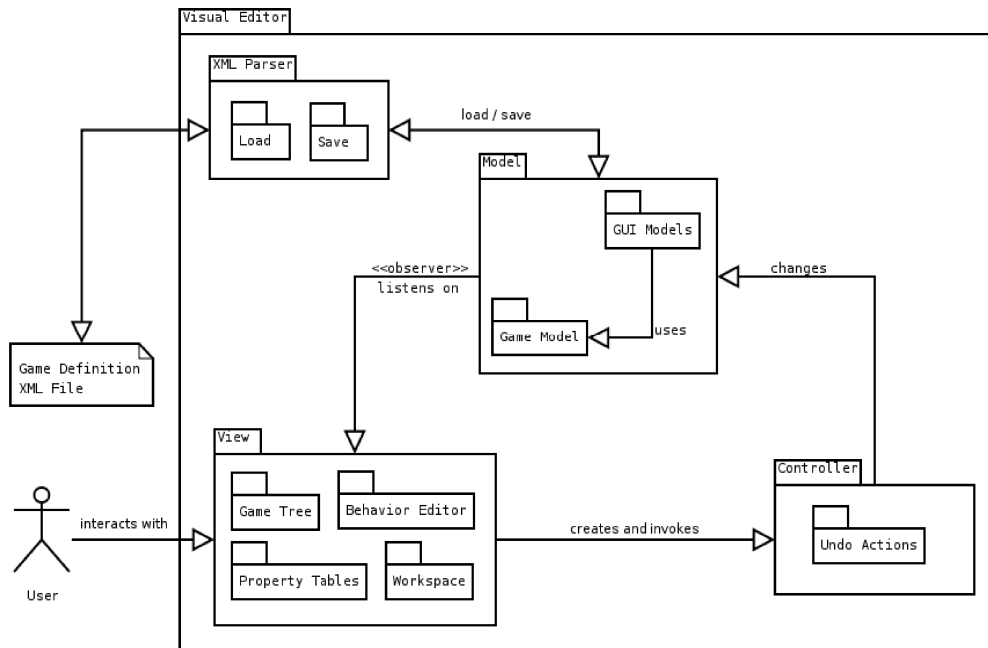 Visual Editor
XML Parser
Load
Save
load / save
Model
GUI Models
<<observer>>
listens on
changes
Game Model
uses
Game Definition
XML File
View
Game Tree
Behavior Editor
Controller
interacts with
creates and invokes
Undo Actions
Property Tables
Workspace
User